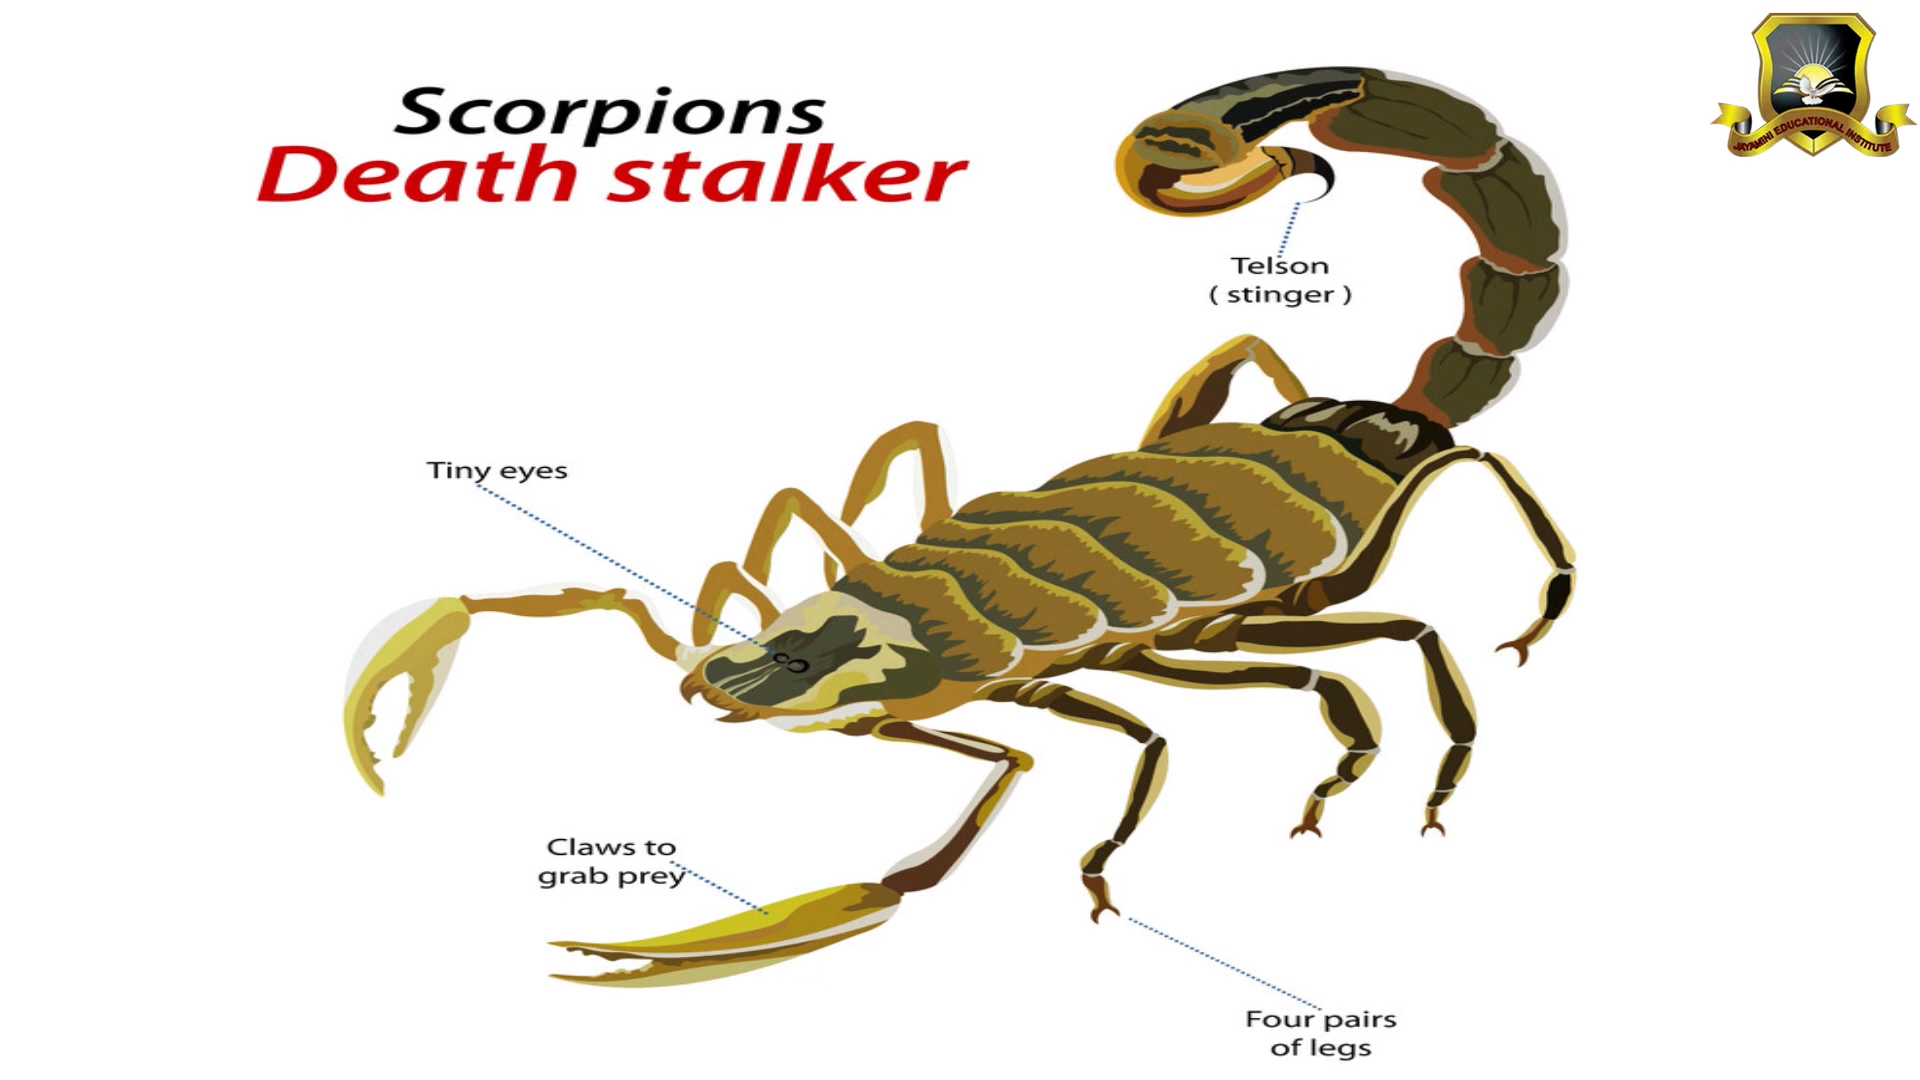 Scorpions
Death stalker
JAYAMINI EDUCATIONAL INSTITUTE
Telson
( stinger )
Tiny eyes
Claws to
grab prey
Four pairs
of legs